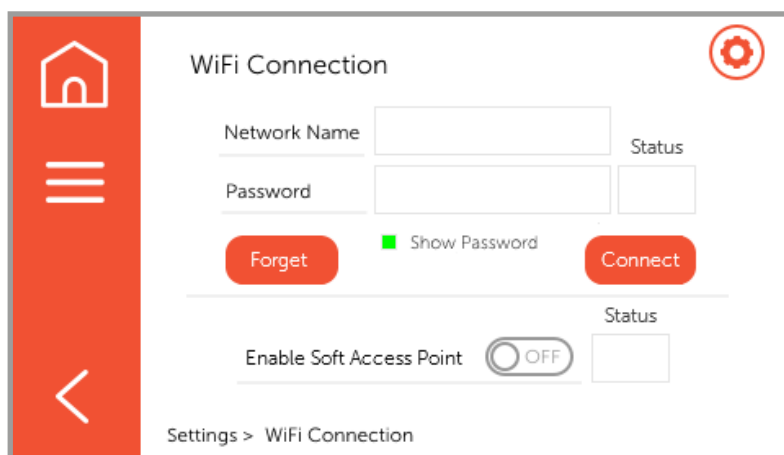 WiFi Connection
Network Name
Status
Password
Forget
Show Password
Connect
Status
Enable Soft Access Point
OFF
Settings > WiFi Connection